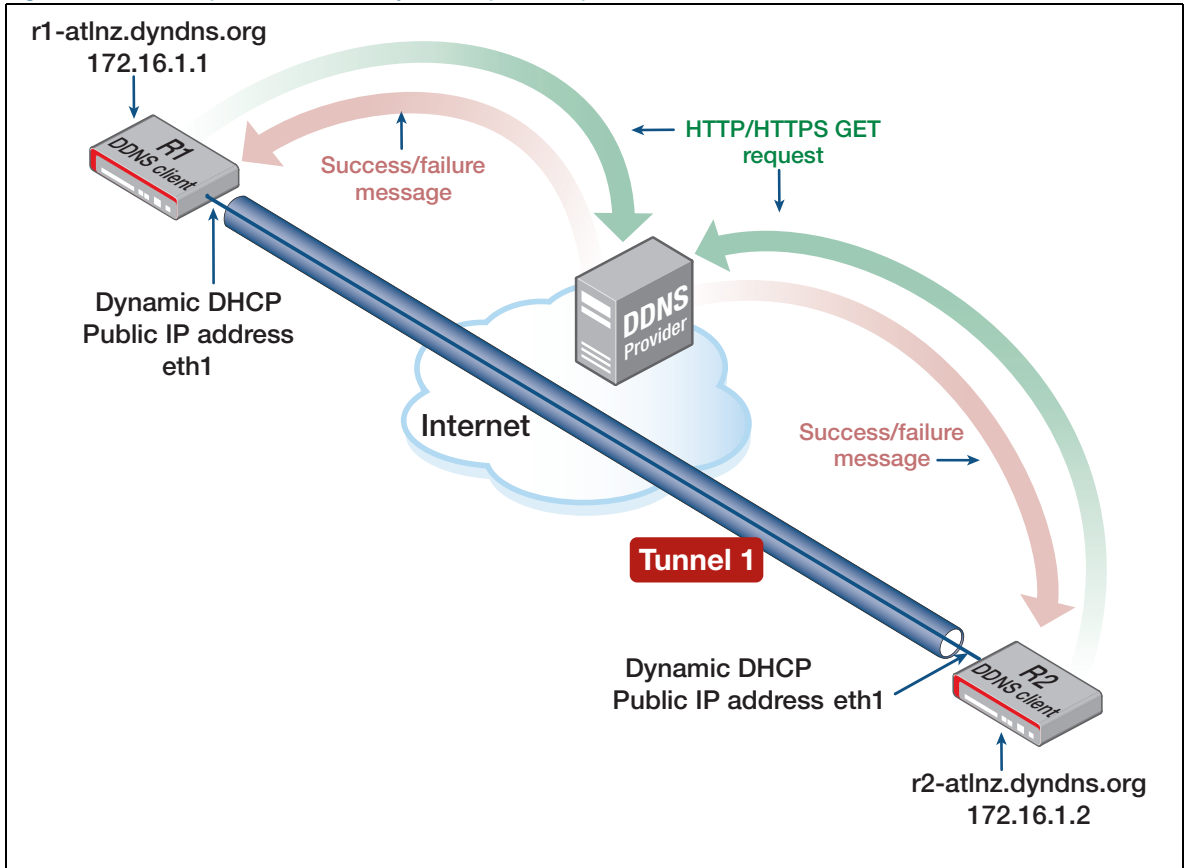 r1-atlnz.dyndns.org
172.16.1.1
R1
DDNS client
Success/failure
message
HTTP/HTTPS GET
request
Dynamic DHCP
Public IP address
eth1
DDNS
Provider
Internet
Success/failure
message
Tunnel 1
Dynamic DHCP
Public IP address eth1
R2
DDNS client
r2-atlnz.dyndns.org
172.16.1.2